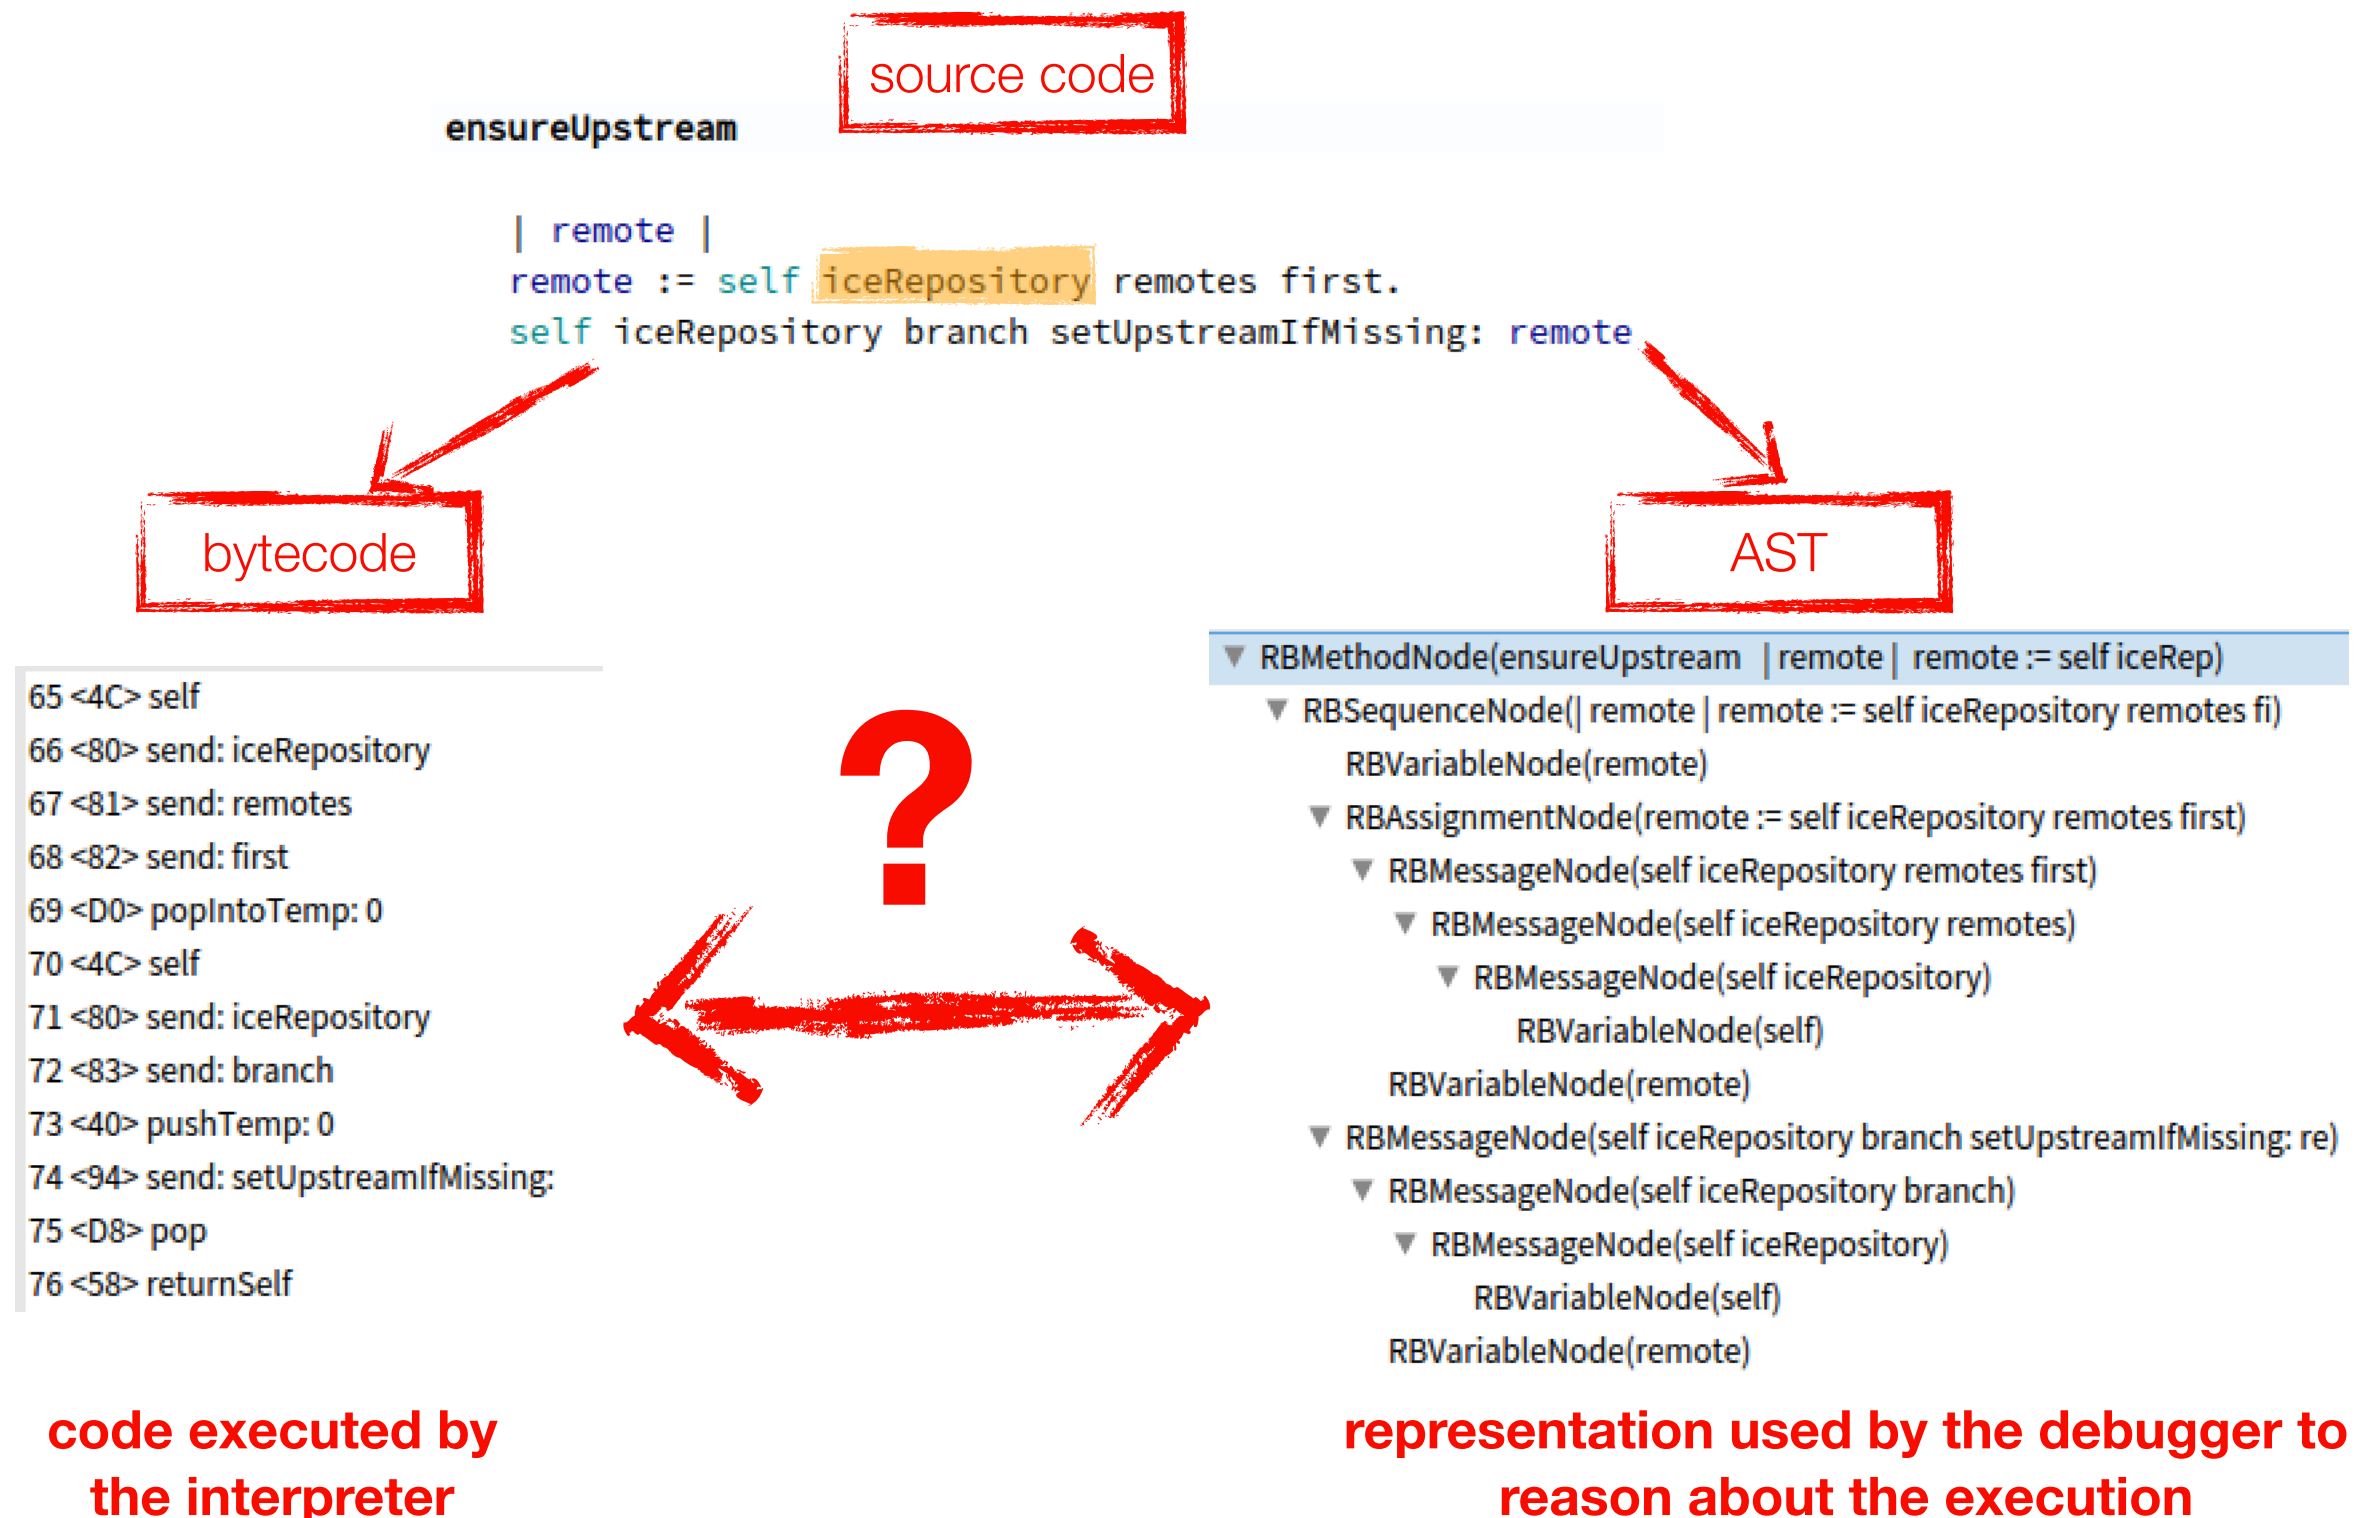 source code
ensureUpstream
| remote |
remote := self iceRepository remotes first.
self iceRepository branch setUpstreamIfMissing: remote
bytecode
AST
65 <4C> self
66 <80> send: iceRepository
67 <81> send: remotes
68 <82> send: first
69 <D0> popIntoTemp: 0
70 <4C> self
71 <80> send: iceRepository
72 <83> send: branch
73 <40> pushTemp: 0
74 <94> send: setUpstreamIfMissing:
75 <D8> pop
76 <58> returnSelf
?
RBMethodNode(ensureUpstream | remote | remote := self iceRep)
RBSequenceNode(| remote | remote := self iceRepository remotes fi)
RBVariableNode(remote)
RBAssignmentNode(remote := self iceRepository remotes first)
RBMessageNode(self iceRepository remotes first)
RBMessageNode(self iceRepository remotes)
RBMessageNode(self iceRepository)
RBVariableNode(self)
RBVariableNode(remote)
RBMessageNode(self iceRepository branch setUpstreamIfMissing: re)
RBMessageNode(self iceRepository branch)
RBMessageNode(self iceRepository)
RBVariableNode(self)
RBVariableNode(remote)
code executed by
the interpreter
representation used by the debugger to
reason about the execution